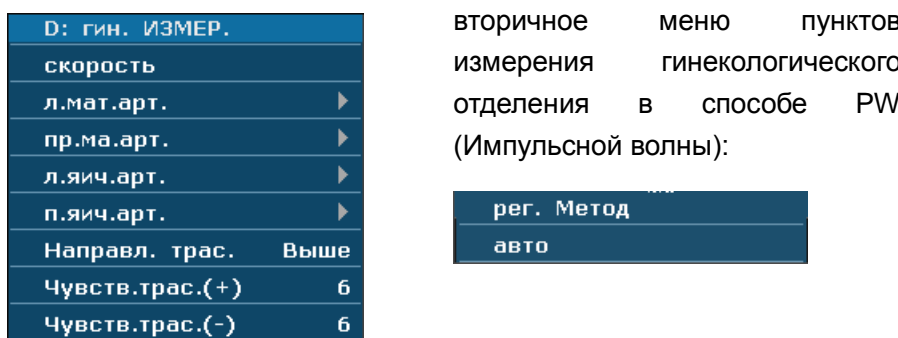 D: гин. ИЗМЕР.
скорость
л.мат.арт.
пр.ма.арт.
л.яич.арт.
п.яич.арт.
Направл. трас. Выше
Чувств.трас.(+) 6
Чувств.трас.(-) 6
вторичное меню пунктов
измерения гинекологического
отделения в способе PW
(Импульсной волны):
рег. Метод
авто